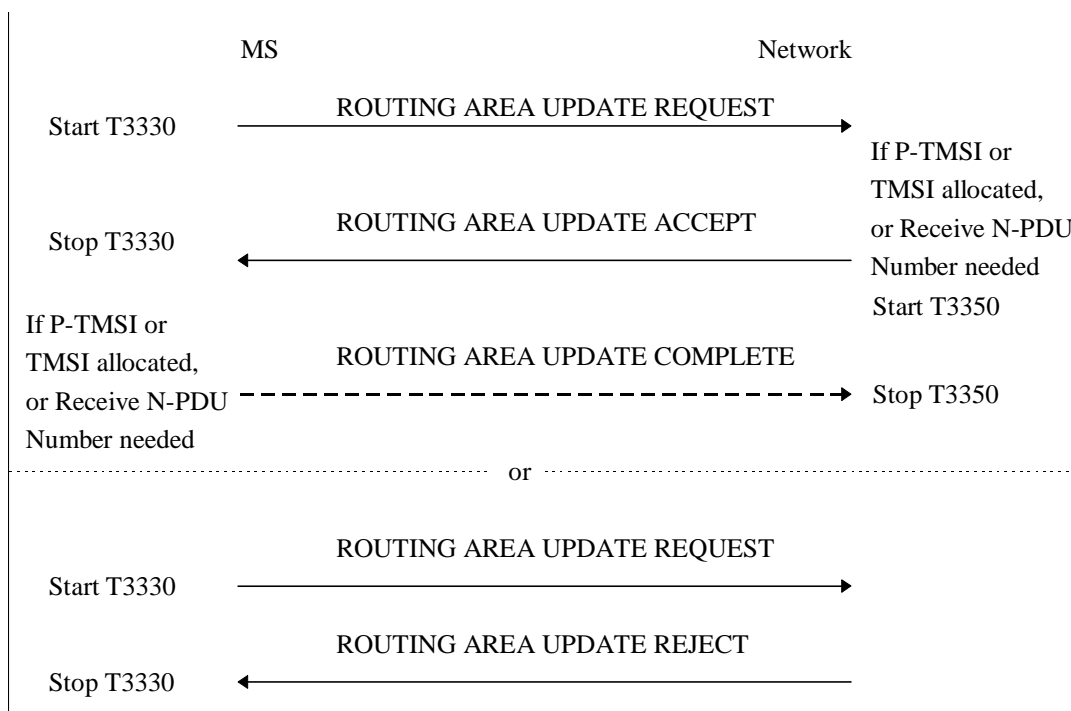 MS
Network
ROUTING AREA UPDATE REQUEST
Start T3330
If P-TMSI or
TMSI allocated,
or Receive N-PDU
Number needed
Start T3350
ROUTING AREA UPDATE ACCEPT
Stop T3330
If P-TMSI or
TMSI allocated,
or Receive N-PDU
Number needed
ROUTING AREA UPDATE COMPLETE
Stop T3350
or
ROUTING AREA UPDATE REQUEST
Start T3330
ROUTING AREA UPDATE REJECT
Stop T3330